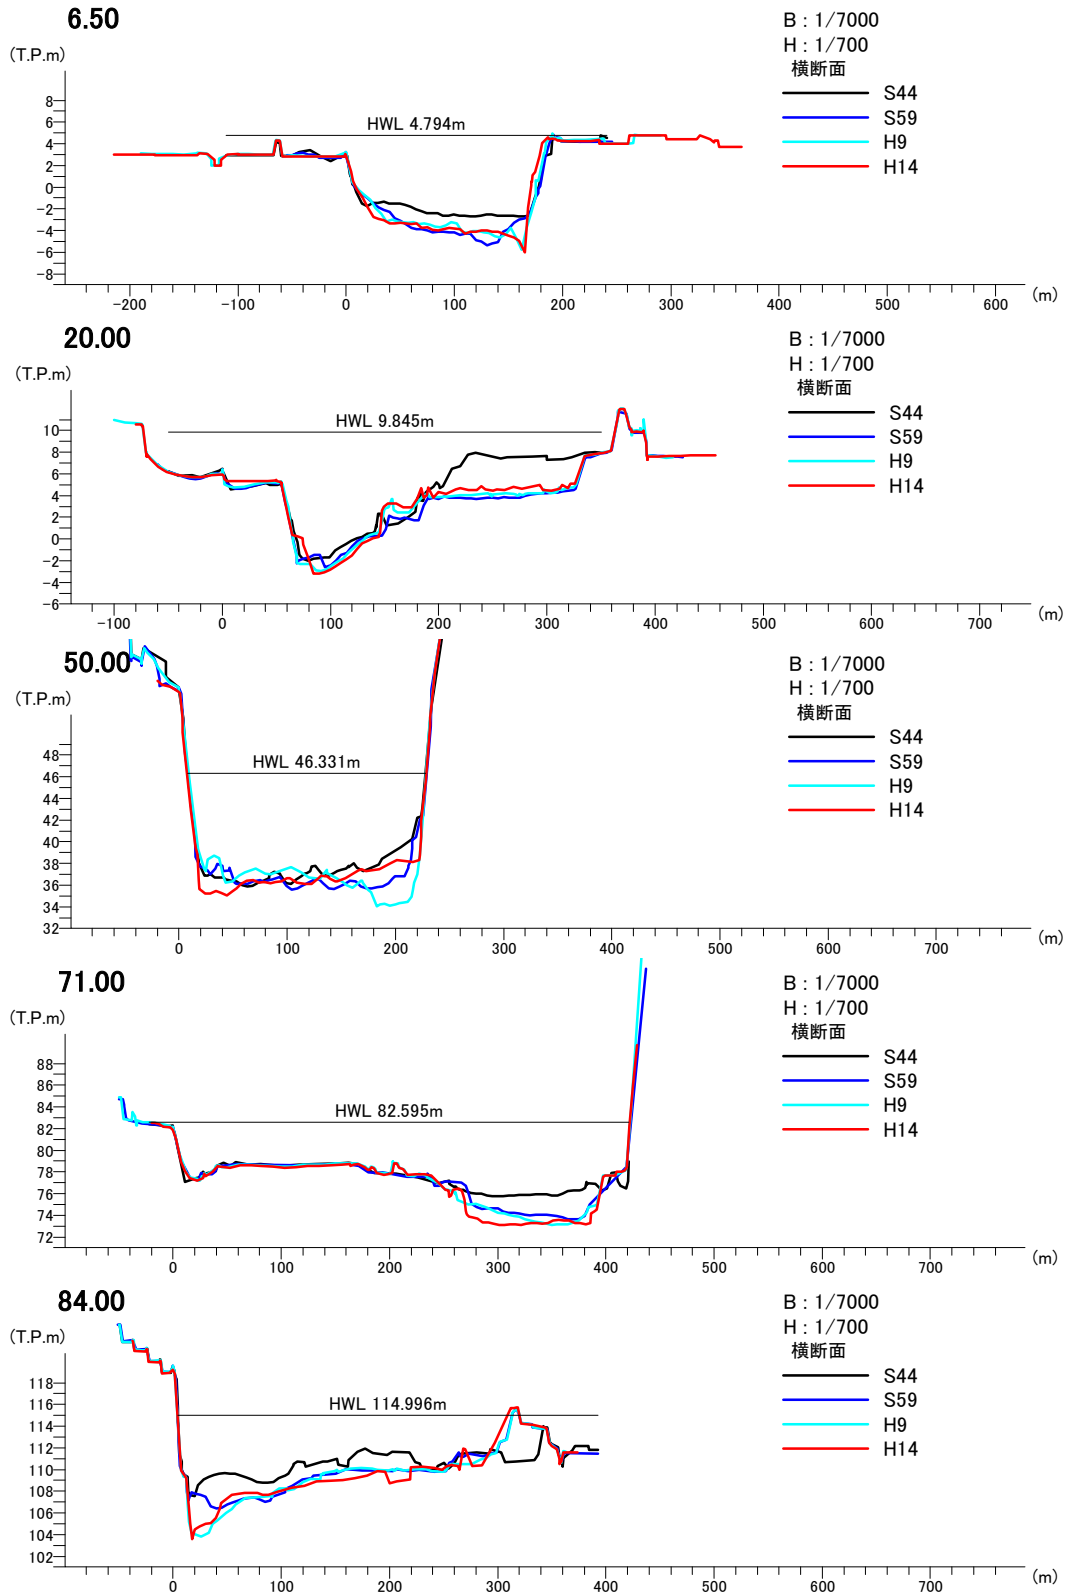 6.50
(T.P.m)
B : 1/7000
H : 1/700
横断面
S44
S59
H9
H14
HWL 4.794m
8
6
4
2
0
-2
-4
-6
-8
-200 -100 0 100 200 300 400 500 600 (m)
20.00
(T.P.m)
B : 1/7000
H : 1/700
横断面
S44
S59
H9
H14
HWL 9.845m
10
8
6
4
2
0
-2
-4
-6
-100 0 100 200 300 400 500 600 700 (m)
50.00
(T.P.m)
B : 1/7000
H : 1/700
横断面
S44
S59
H9
H14
HWL 46.331m
48
46
44
42
40
38
36
34
32
0 100 200 300 400 500 600 700 (m)
71.00
(T.P.m)
B : 1/7000
H : 1/700
横断面
S44
S59
H9
H14
HWL 82.595m
88
86
84
82
80
78
76
74
72
0 100 200 300 400 500 600 700 (m)
84.00
(T.P.m)
B : 1/7000
H : 1/700
横断面
S44
S59
H9
H14
HWL 114.996m
118
116
114
112
110
108
106
104
102
0 100 200 300 400 500 600 700 (m)